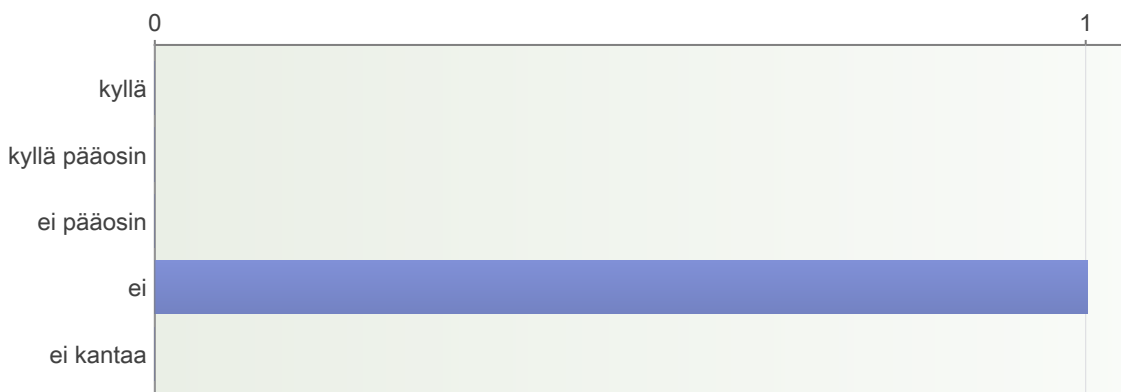 0 1
kyllä
kyllä pääosin
ei pääosin
ei
ei kantaa